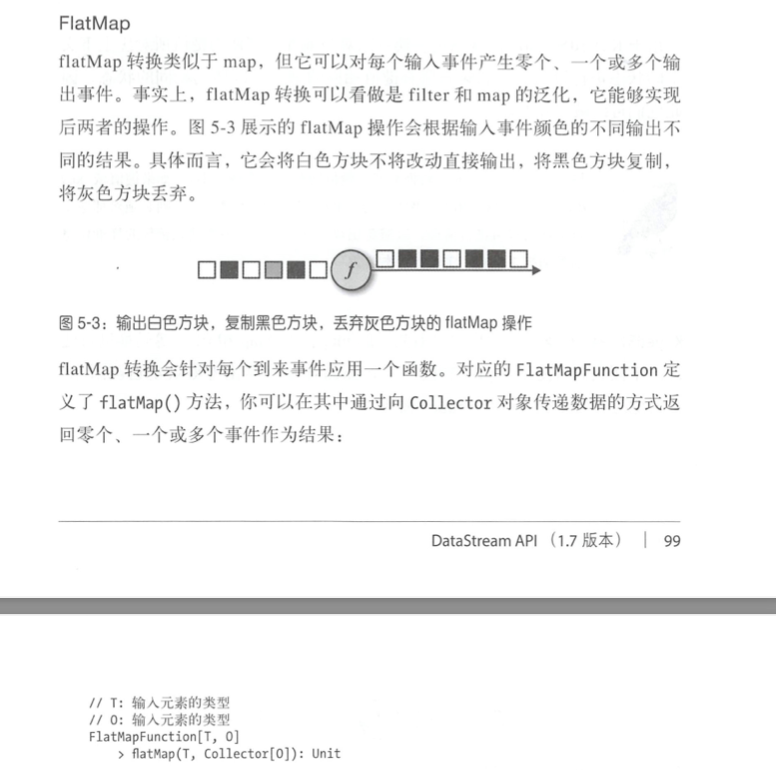 FlatMap
flatMap 转换类似于 map，但它可以对每个输入事件产生零个、一个或多个输
出事件。事实上，flatMap 转换可以看做是 filter 和 map 的泛化，它能够实现
后两者的操作。图 5-3 展示的 flatMap 操作会根据输入事件颜色的不同输出不
同的结果。具体而言，它会将白色方块不将改动直接输出，将黑色方块复制，
将灰色方块丢弃。
f
图 5-3：输出白色方块，复制黑色方块，丢弃灰色方块的 flatMap 操作
flatMap 转换会针对每个到来事件应用一个函数。对应的 FlatMapFunction 定
义了 flatMap() 方法，你可以在其中通过向 Collector 对象传递数据的方式返
回零个、一个或多个事件作为结果：
DataStream API （1.7 版本） | 99
// T: 输入元素的类型
// O: 输入元素的类型
FlatMapFunction[T, O]
> flatMap(T, Collector[O]): Unit